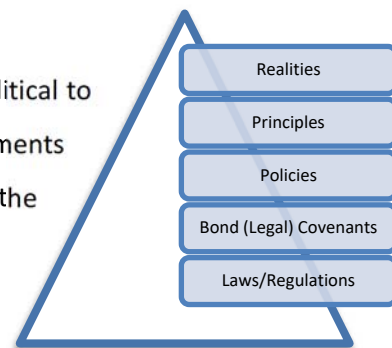 Realities
litical to
Principles
ments
Policies
the
Bond (Legal) Covenants
Laws/Regulations